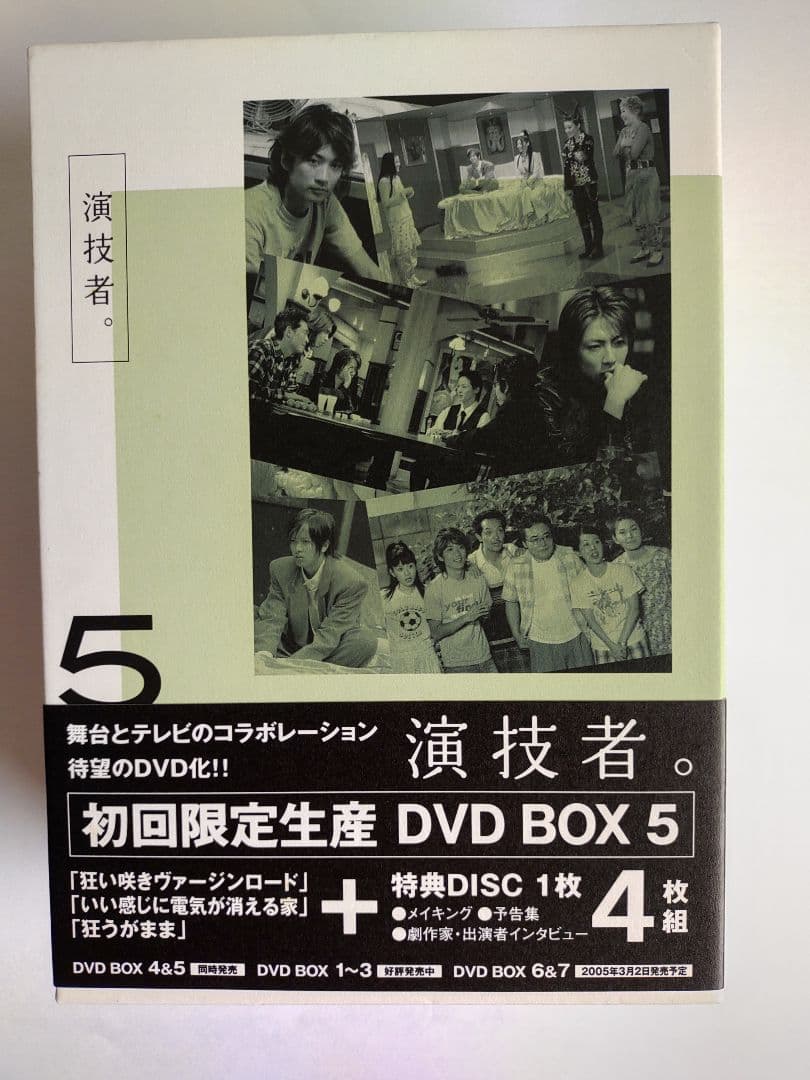 演技者。
5
舞台とテレビのコラボレーション
待望のDVD化!!
演技者。
初回限定生産 DVD BOX 5
「狂い咲きヴァージンロード」
「いい感じに電気が消える家」
「狂うがまま」
+
特典DISC 1枚
●メイキング ●予告集
●劇作家・出演者インタビュー
4枚組
DVD BOX 4&5 同時発売 DVD BOX 1〜3 好評発売中 DVD BOX 6&7 2005年3月2日発売予定